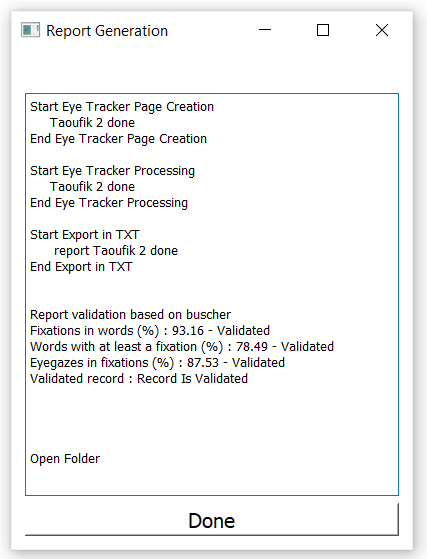 Report Generation
Start Eye Tracker Page Creation
Taoufik 2 done
End Eye Tracker Page Creation
Start Eye Tracker Processing
Taoufik 2 done
End Eye Tracker Processing
Start Export in TXT
report Taoufik 2 done
End Export in TXT
Report validation based on buscher
Fixations in words (%) : 93.16 - Validated
Words with at least a fixation (%) : 78.49 - Validated
Eyegazes in fixations (%) : 87.53 - Validated
Validated record : Record Is Validated
Open Folder
Done